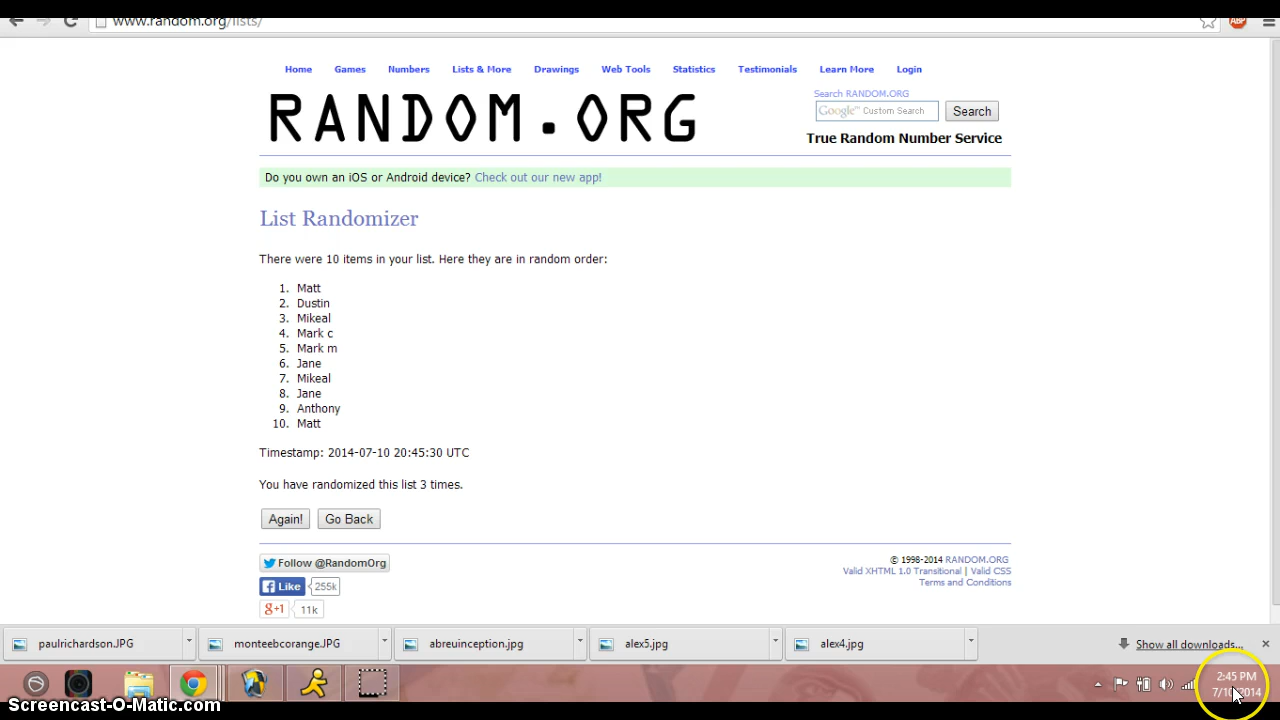 www.random.org/lists/
ABP
Home Games Numbers Lists & More Drawings Web Tools Statistics Testimonials Learn More Login
RANDOM.ORG
Search RANDOM.ORG
Google™ Custom Search Search
True Random Number Service
Do you own an iOS or Android device? Check out our new app!
List Randomizer
There were 10 items in your list. Here they are in random order:
1. Matt
2. Dustin
3. Mikeal
4. Mark c
5. Mark m
6. Jane
7. Mikeal
8. Jane
9. Anthony
10. Matt
Timestamp: 2014-07-10 20:45:30 UTC
You have randomized this list 3 times.
Again! Go Back
Follow @RandomOrg
Like 255k
g+1 11k
© 1998-2014 RANDOM.ORG
Valid XHTML 1.0 Transitional | Valid CSS
Terms and Conditions
paulrichardson.JPG monteebcorange.JPG abreuinception.jpg alex5.jpg alex4.jpg Show all downloads...
2:45 PM
7/10/2014
Screencast-O-Matic.com